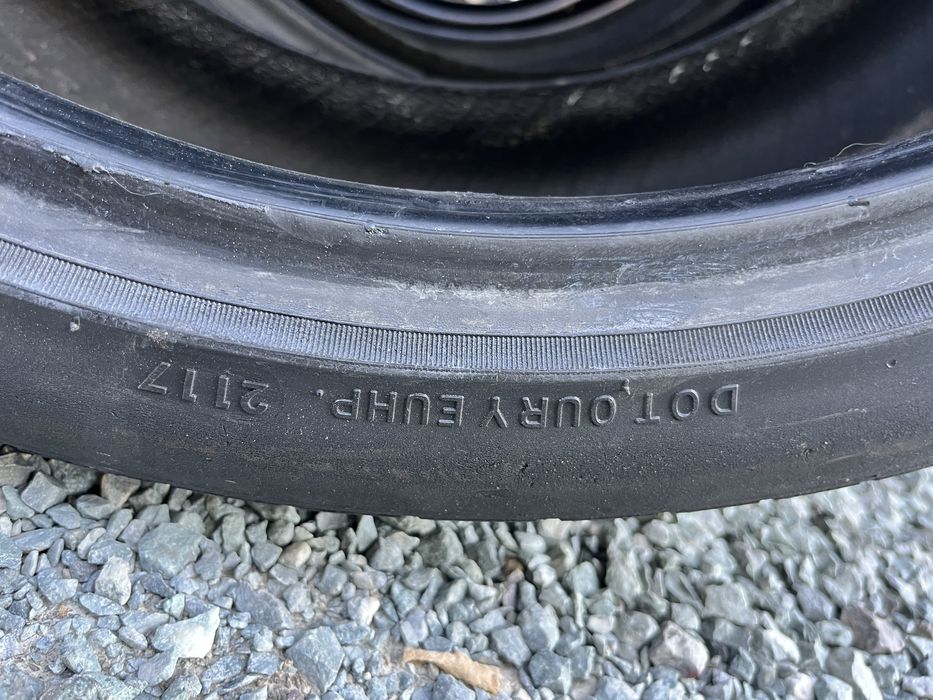 DOT, OURY EUHP. 2117